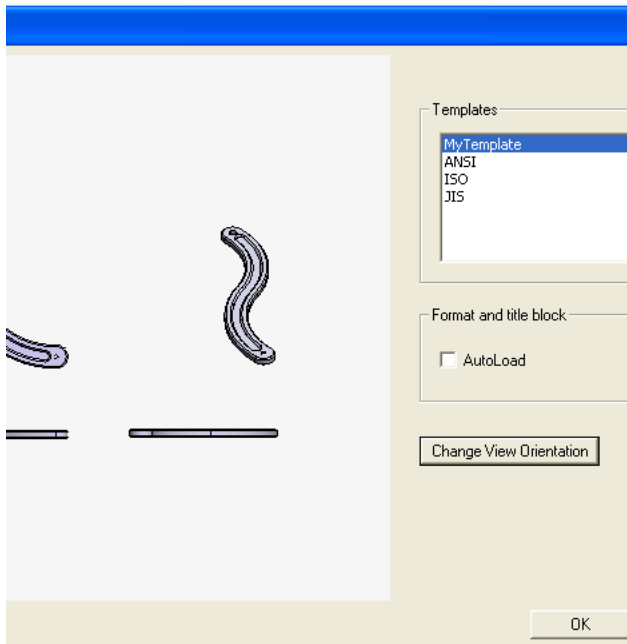 Templates
MyTemplate
ANSI
ISO
JIS
Format and title block
AutoLoad
Change View Orientation
OK